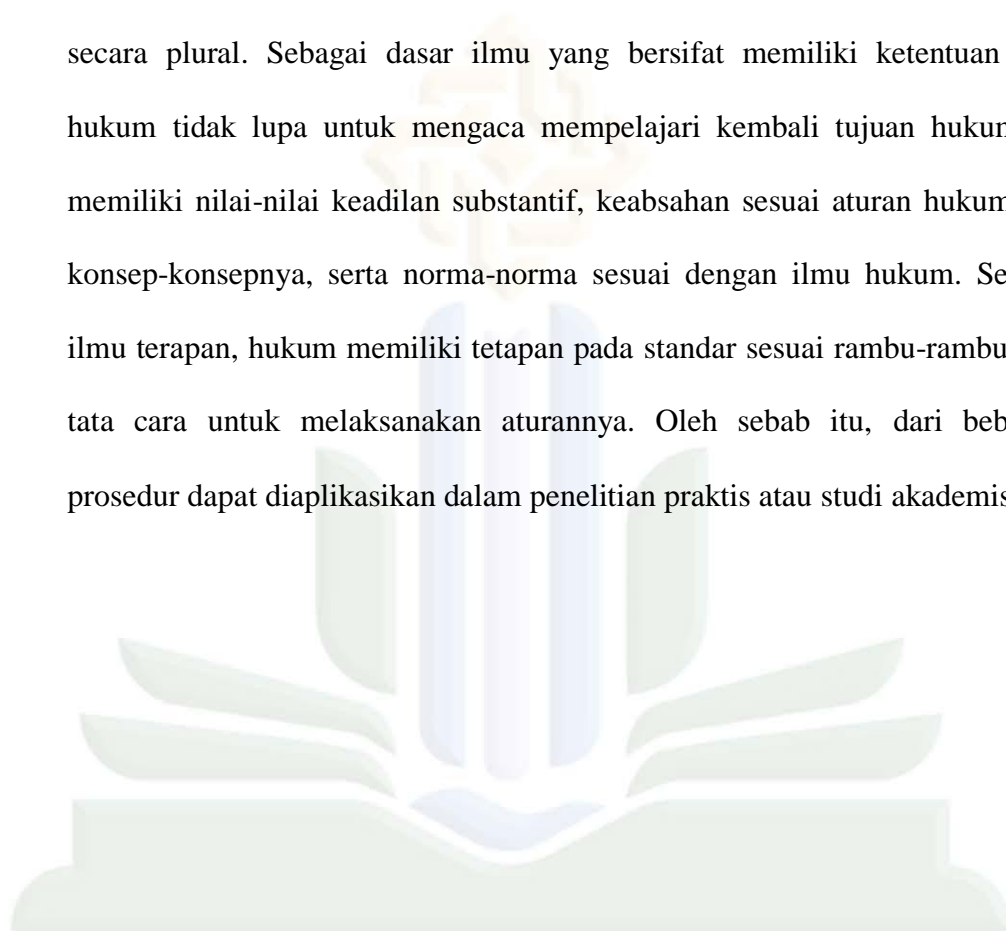 secara plural. Sebagai dasar ilmu yang bersifat memiliki ketentuan
hukum tidak lupa untuk mengaca mempelajari kembali tujuan hukum
memiliki nilai-nilai keadilan substantif, keabsahan sesuai aturan hukum
konsep-konsepnya, serta norma-norma sesuai dengan ilmu hukum. Se
ilmu terapan, hukum memiliki tetapan pada standar sesuai rambu-rambu
tata cara untuk melaksanakan aturannya. Oleh sebab itu, dari beb
prosedur dapat diaplikasikan dalam penelitian praktis atau studi akademis